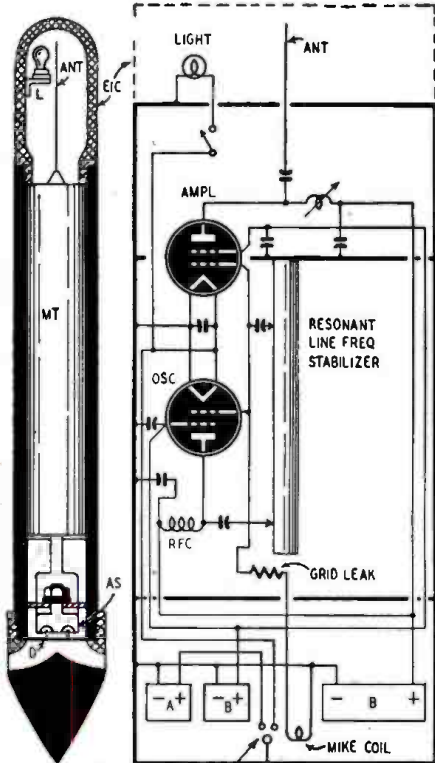 ANT
L
EIC
MT
AS
D
LIGHT
ANT
AMPL
OSC
RESONANT
LINE FREQ
STABILIZER
RFC
GRID LEAK
- A +
- B +
- B +
MIKE COIL